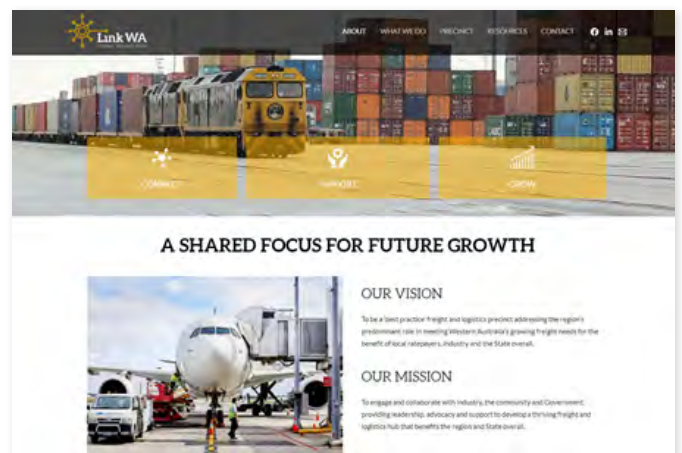 Link WA
ABOUT
WHAT WE DO
PRECINCT
RESOURCES
CONTACT
CONNECT
SUPPORT
GROW
A SHARED FOCUS FOR FUTURE GROWTH
OUR VISION
To be a 'best practice' freight and logistics precinct addressing the region's
predominant role in meeting Western Australia's growing freight needs for the
benefit of local ratepayers, industry and the State overall.
OUR MISSION
To engage and collaborate with industry, the community and Government
providing leadership, advocacy and support to develop a thriving freight and
logistics hub that benefits the region and State overall.